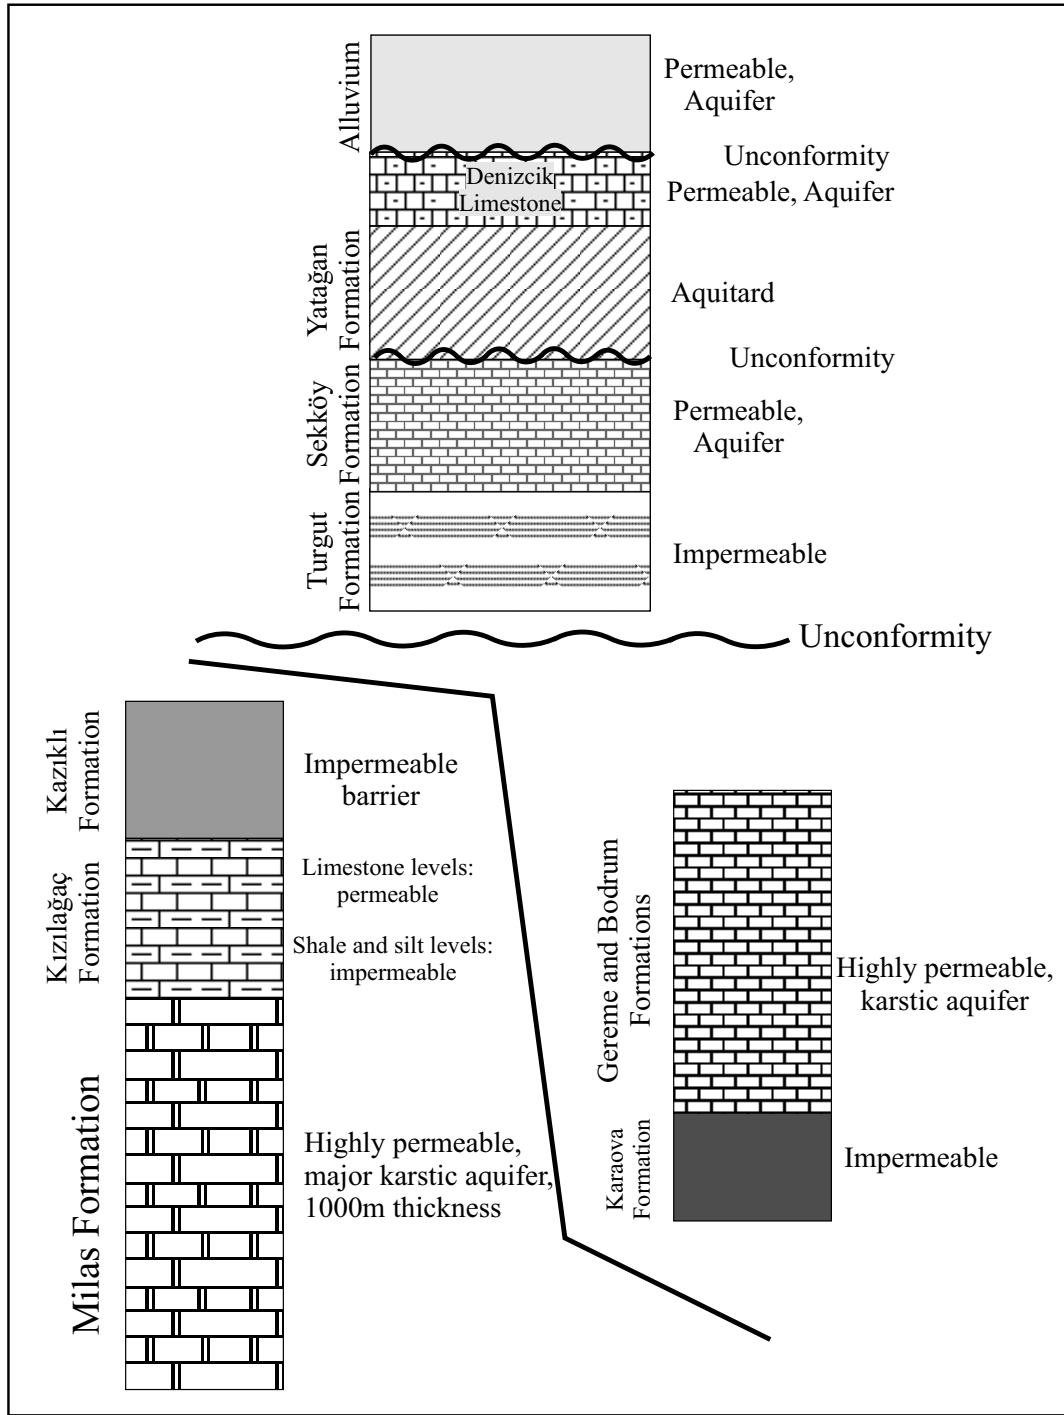 Alluvium
Permeable,
Aquifer
Unconformity
Denizcik
Limestone
Permeable, Aquifer
Yatağan
Formation
Aquitard
Unconformity
Sekköy
Formation
Permeable,
Aquifer
Turgut
Formation
Impermeable
Unconformity
Kazıklı
Formation
Impermeable
barrier
Kızılağaç
Formation
Limestone levels:
permeable
Shale and silt levels:
impermeable
Milas Formation
Highly permeable,
major karstic aquifer,
1000m thickness
Gereme and Bodrum
Formations
Highly permeable,
karstic aquifer
Karaova
Formation
Impermeable